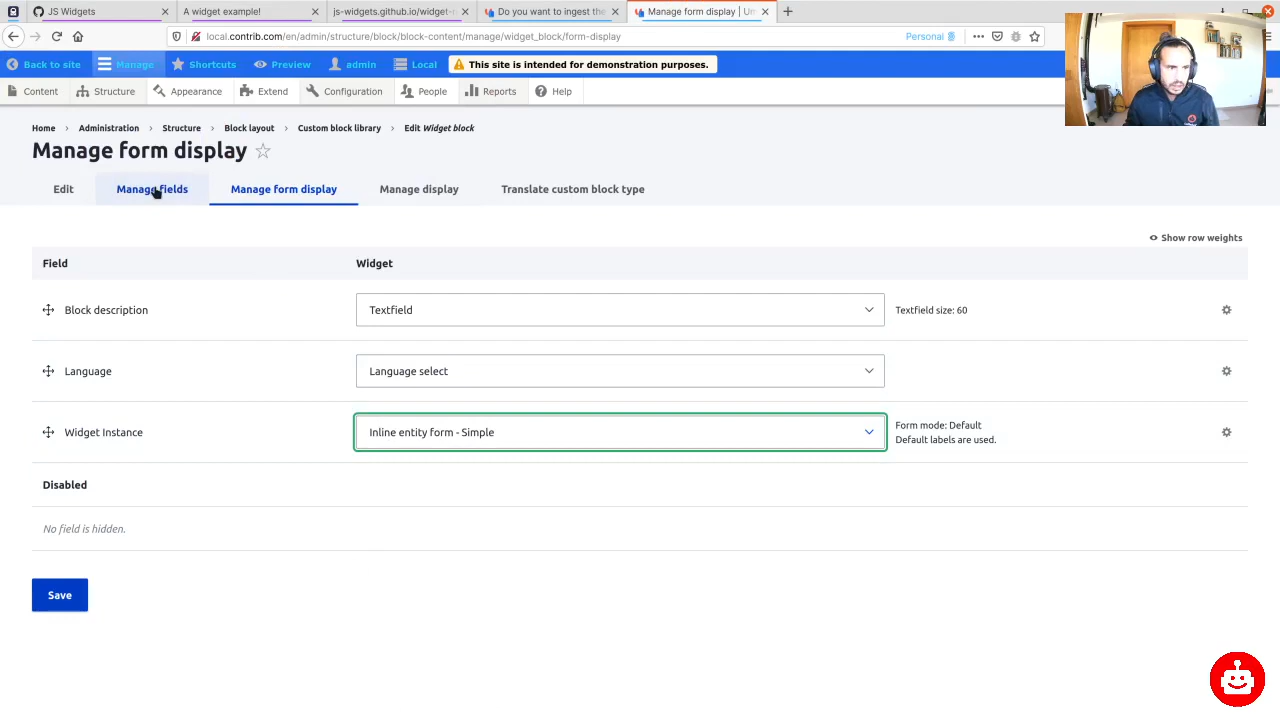 JS Widgets
A widget example!
js-widgets.github.io/widget-
Do you want to ingest the
Manage form display | Um
local.contrib.com/en/admin/structure/block/block-content/manage/widget_block/form-display
Personal
Back to site
Manage
Shortcuts
Preview
admin
Local
This site is intended for demonstration purposes.
Content
Structure
Appearance
Extend
Configuration
People
Reports
Help
Home › Administration › Structure › Block layout › Custom block library › Edit Widget block
Manage form display
Edit
Manage fields
Manage form display
Manage display
Translate custom block type
Show row weights
Field
Widget
Block description
Textfield
Textfield size: 60
Language
Language select
Widget Instance
Inline entity form - Simple
Form mode: Default
Default labels are used.
Disabled
No field is hidden.
Save